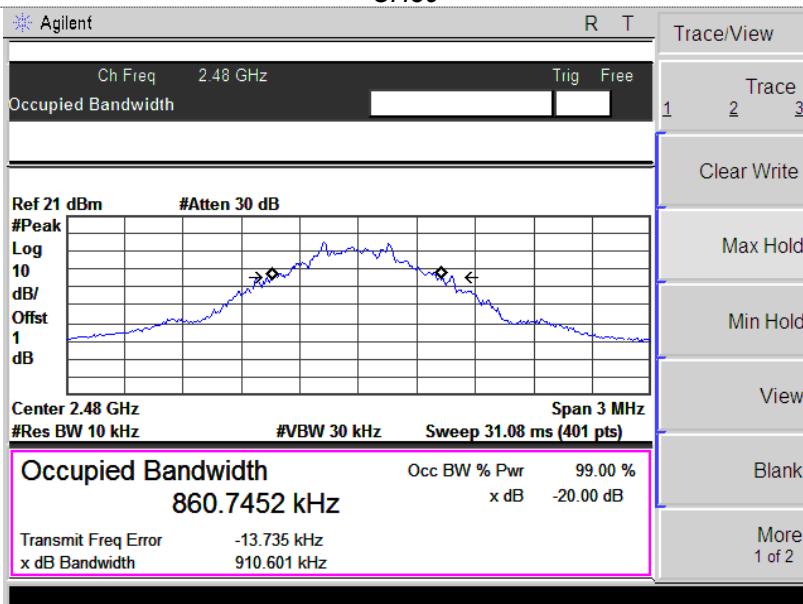 Agilent R T
Trace/View
Ch Freq 2.48 GHz Trig Free
Occupied Bandwidth
Trace
1 2 3
Clear Write
Ref 21 dBm #Atten 30 dB
#Peak
Log
10
dB/
Offst
1
dB
Max Hold
Min Hold
View
Center 2.48 GHz Span 3 MHz
#Res BW 10 kHz #VBW 30 kHz Sweep 31.08 ms (401 pts)
Occupied Bandwidth Occ BW % Pwr 99.00 %
860.7452 kHz x dB -20.00 dB
Blank
Transmit Freq Error -13.735 kHz
x dB Bandwidth 910.601 kHz
More
1 of 2